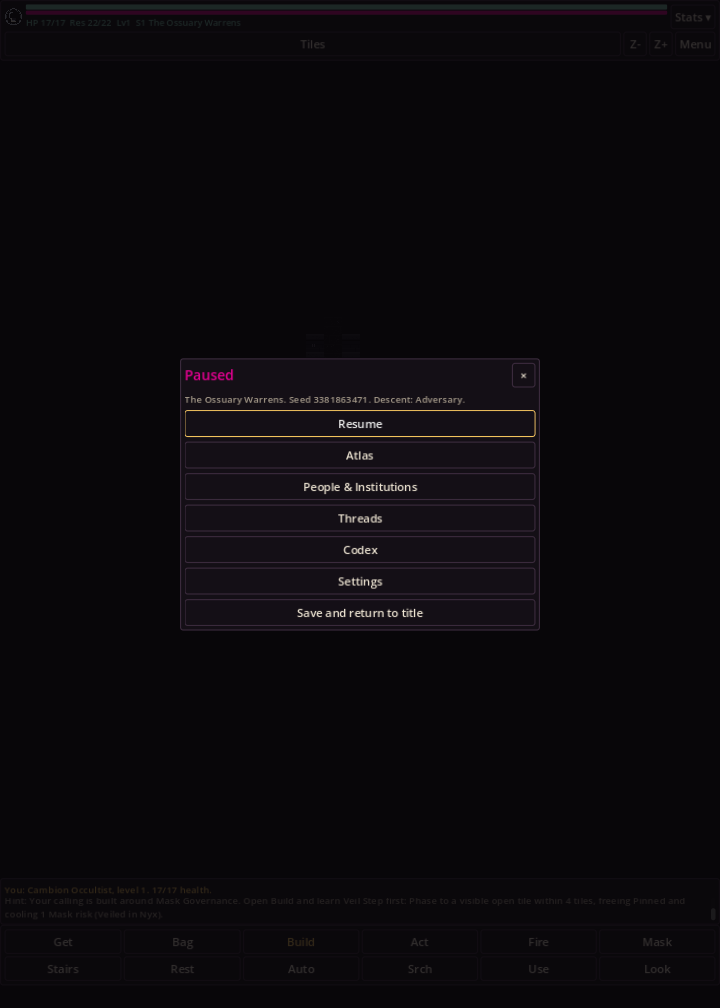 HP 17/17 Res 22/22 Lv1 S1 The Ossuary Warrens
Stats ▾
Tiles
Z-
Z+
Menu
Paused
×
The Ossuary Warrens. Seed 3381863471. Descent: Adversary.
Resume
Atlas
People & Institutions
Threads
Codex
Settings
Save and return to title
You: Cambion Occultist, level 1. 17/17 health.
Hint: Your calling is built around Mask Governance. Open Build and learn Veil Step first: Phase to a visible open tile within 4 tiles, freeing Pinned and
cooling 1 Mask risk (Veiled in Nyx).
Get
Bag
Build
Act
Fire
Mask
Stairs
Rest
Auto
Srch
Use
Look